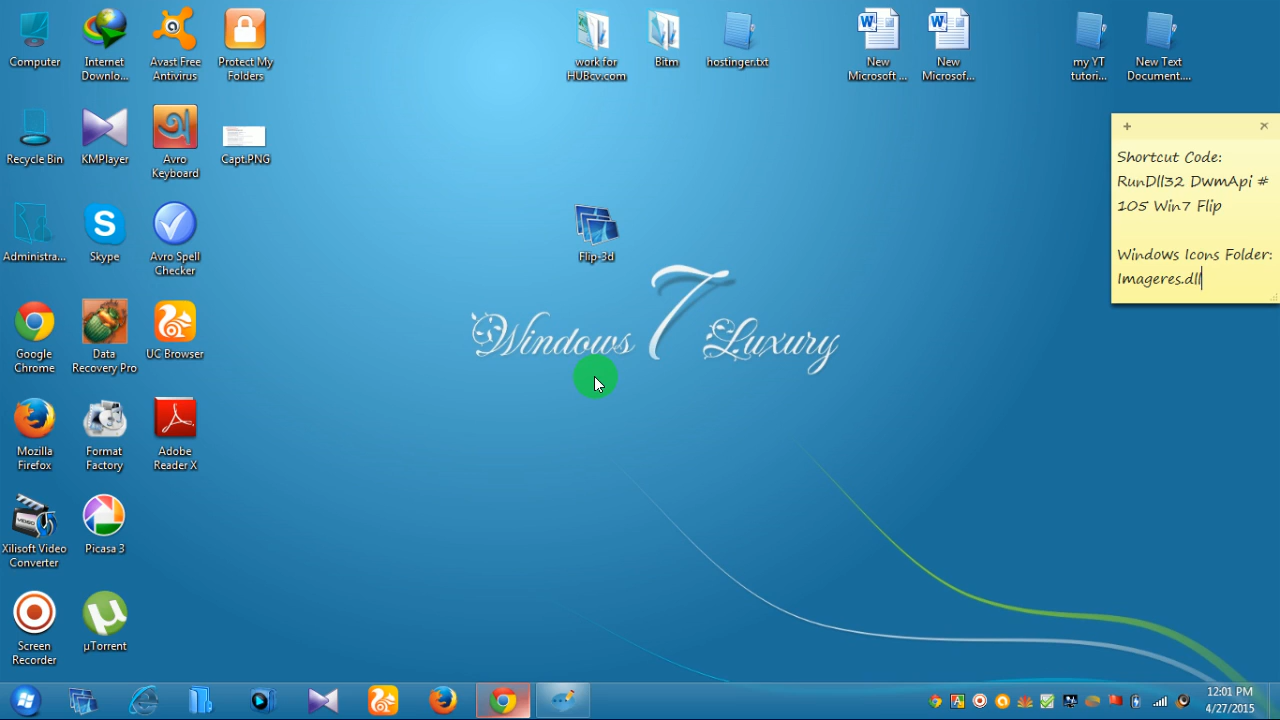 Computer
Internet
Downlo...
Avast Free
Antivirus
Protect My
Folders
work for
HUBcv.com
Bitm
hostinger.txt
New
Microsoft ...
New
Microsof...
my YT
tutori...
New Text
Document....
Recycle Bin
KMPlayer
Avro
Keyboard
Capt.PNG
Shortcut Code:
RunDll32 DwmApi #
105 Win7 Flip
Windows Icons Folder:
Imageres.dll
Administra...
Skype
Avro Spell
Checker
Flip-3d
Windows 7 Luxury
Google
Chrome
Data
Recovery Pro
UC Browser
Mozilla
Firefox
Format
Factory
Adobe
Reader X
VIDEO
Xilisoft Video
Converter
Picasa 3
Screen
Recorder
µTorrent
12:01 PM
4/27/2015